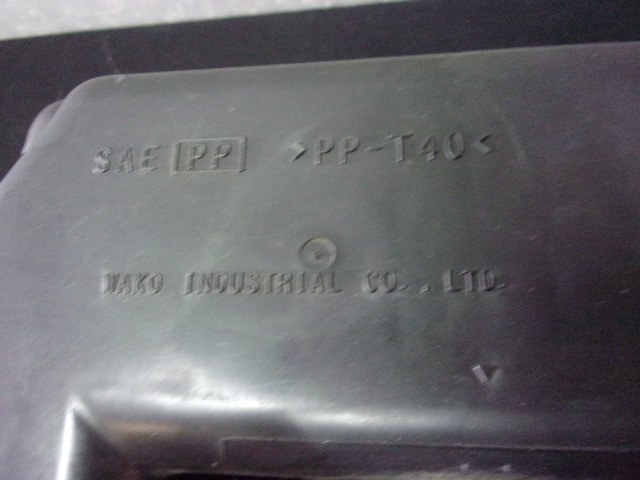 SAE PP >PP-T40<
WAKO INDUSTRIAL CO., LTD.